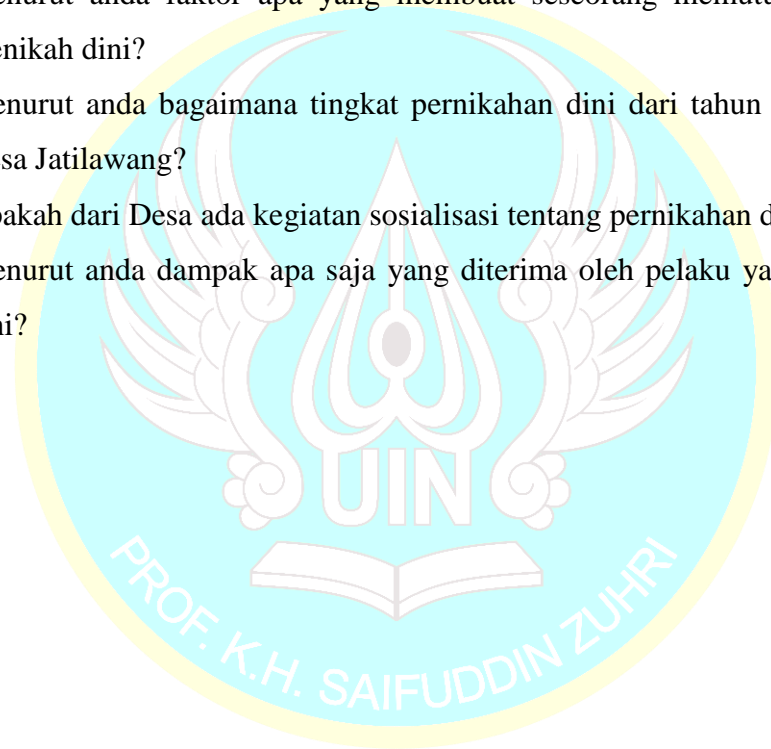 enurut anda faktor apa yang membuat seseorang memutu
enikah dini?
enurut anda bagaimana tingkat pernikahan dini dari tahun
sa Jatilawang?
pakah dari Desa ada kegiatan sosialisasi tentang pernikahan d
enurut anda dampak apa saja yang diterima oleh pelaku ya
ni?
UIN
PROF. K.H. SAIFUDDIN ZUHRI